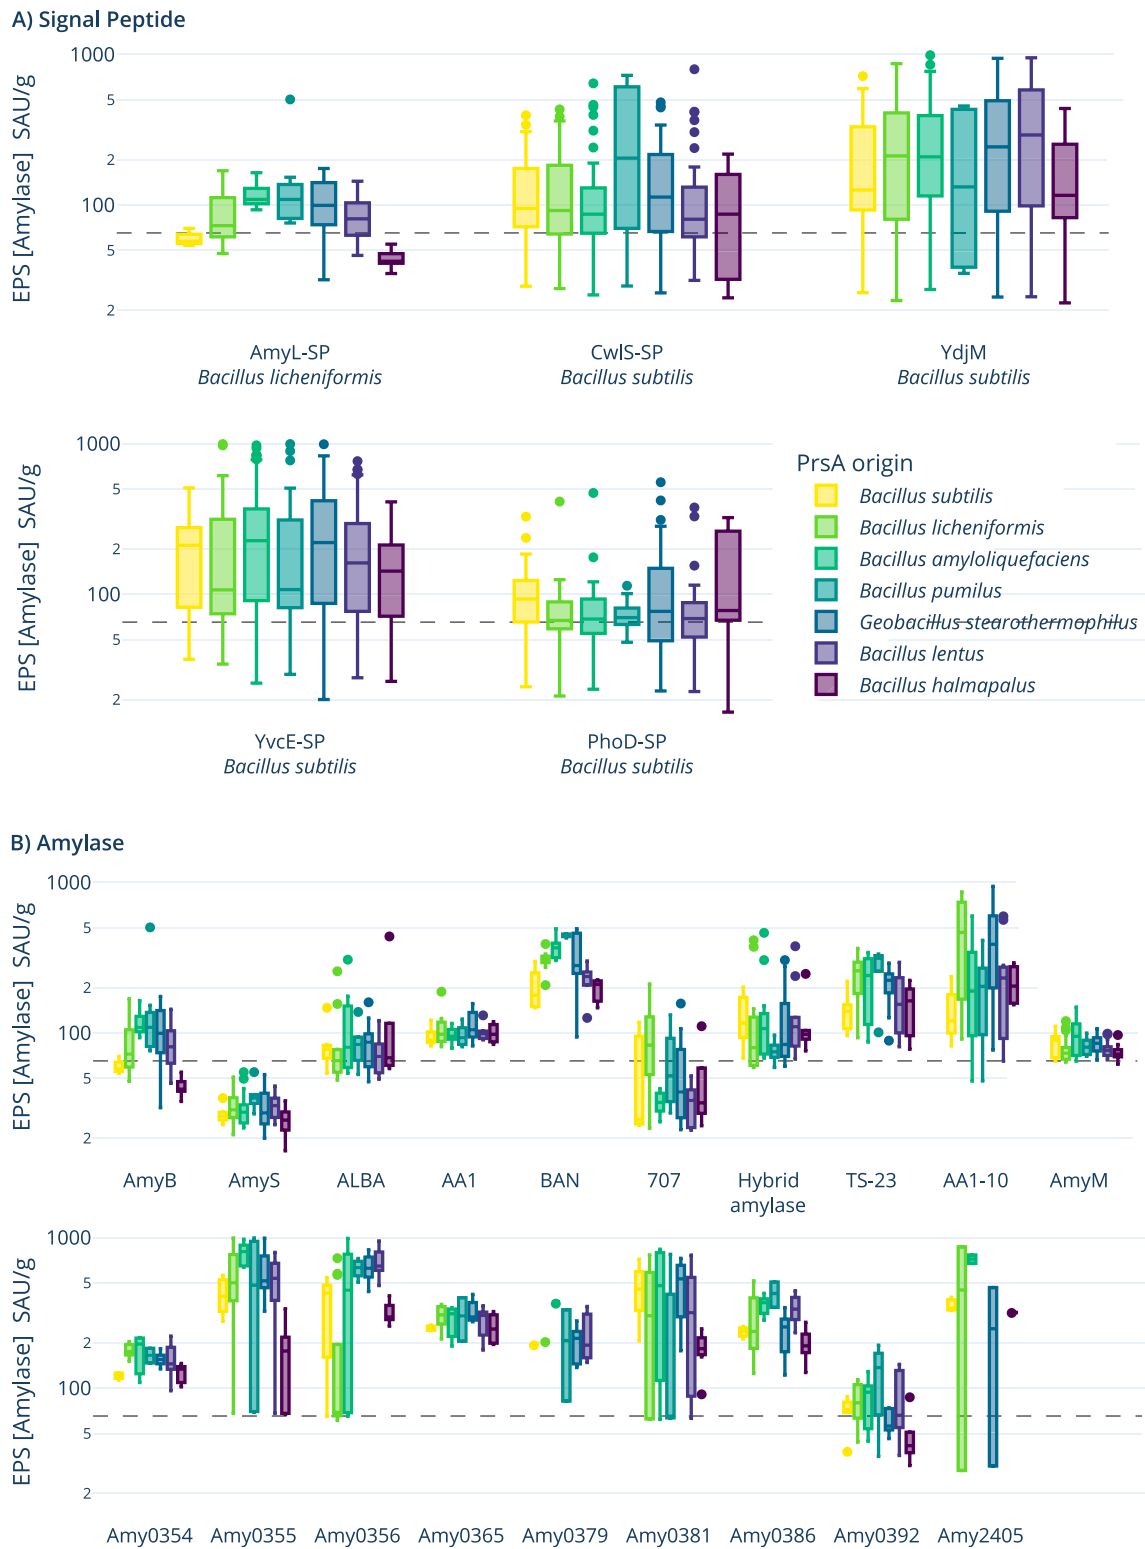 A) Signal Peptide
EPS [Amylase] SAU/g
1000
5
2
100
5
2
AmyL-SP
Bacillus licheniformis
CwlS-SP
Bacillus subtilis
YdjM
Bacillus subtilis
EPS [Amylase] SAU/g
1000
5
2
100
5
2
YvcE-SP
Bacillus subtilis
PhoD-SP
Bacillus subtilis
PrsA origin
Bacillus subtilis
Bacillus licheniformis
Bacillus amyloliquefaciens
Bacillus pumilus
Geobacillus stearothermophilus
Bacillus lentus
Bacillus halmapalus
B) Amylase
EPS [Amylase] SAU/g
1000
5
2
100
5
2
AmyB
AmyS
ALBA
AA1
BAN
707
Hybrid
amylase
TS-23
AA1-10
AmyM
EPS [Amylase] SAU/g
1000
5
2
100
5
2
Amy0354
Amy0355
Amy0356
Amy0365
Amy0379
Amy0381
Amy0386
Amy0392
Amy2405